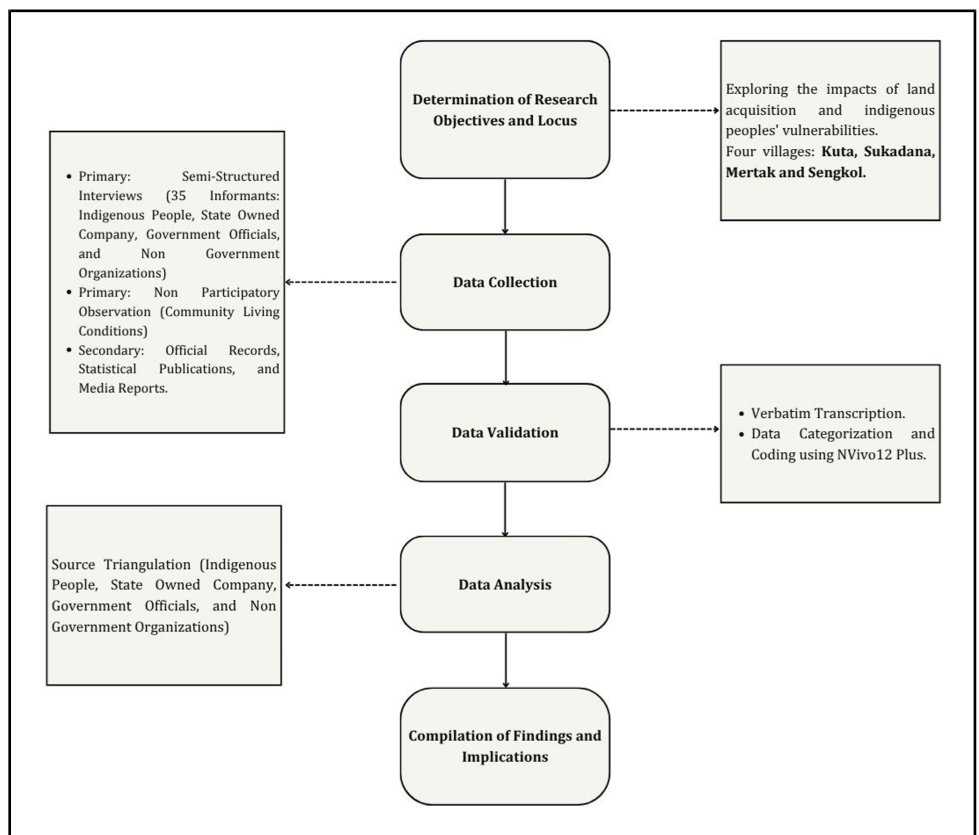 Determination of Research
Objectives and Locus
Exploring the impacts of land
acquisition and indigenous
peoples' vulnerabilities.
Four villages: Kuta, Sukadana,
Mertak and Sengkol.
• Primary: Semi-Structured
Interviews (35 Informants:
Indigenous People, State Owned
Company, Government Officials,
and Non Government
Organizations)
• Primary: Non Participatory
Observation (Community Living
Conditions)
• Secondary: Official Records,
Statistical Publications, and
Media Reports.
Data Collection
Data Validation
• Verbatim Transcription.
• Data Categorization and
Coding using NVivo12 Plus.
Source Triangulation (Indigenous
People, State Owned Company,
Government Officials, and Non
Government Organizations)
Data Analysis
Compilation of Findings and
Implications